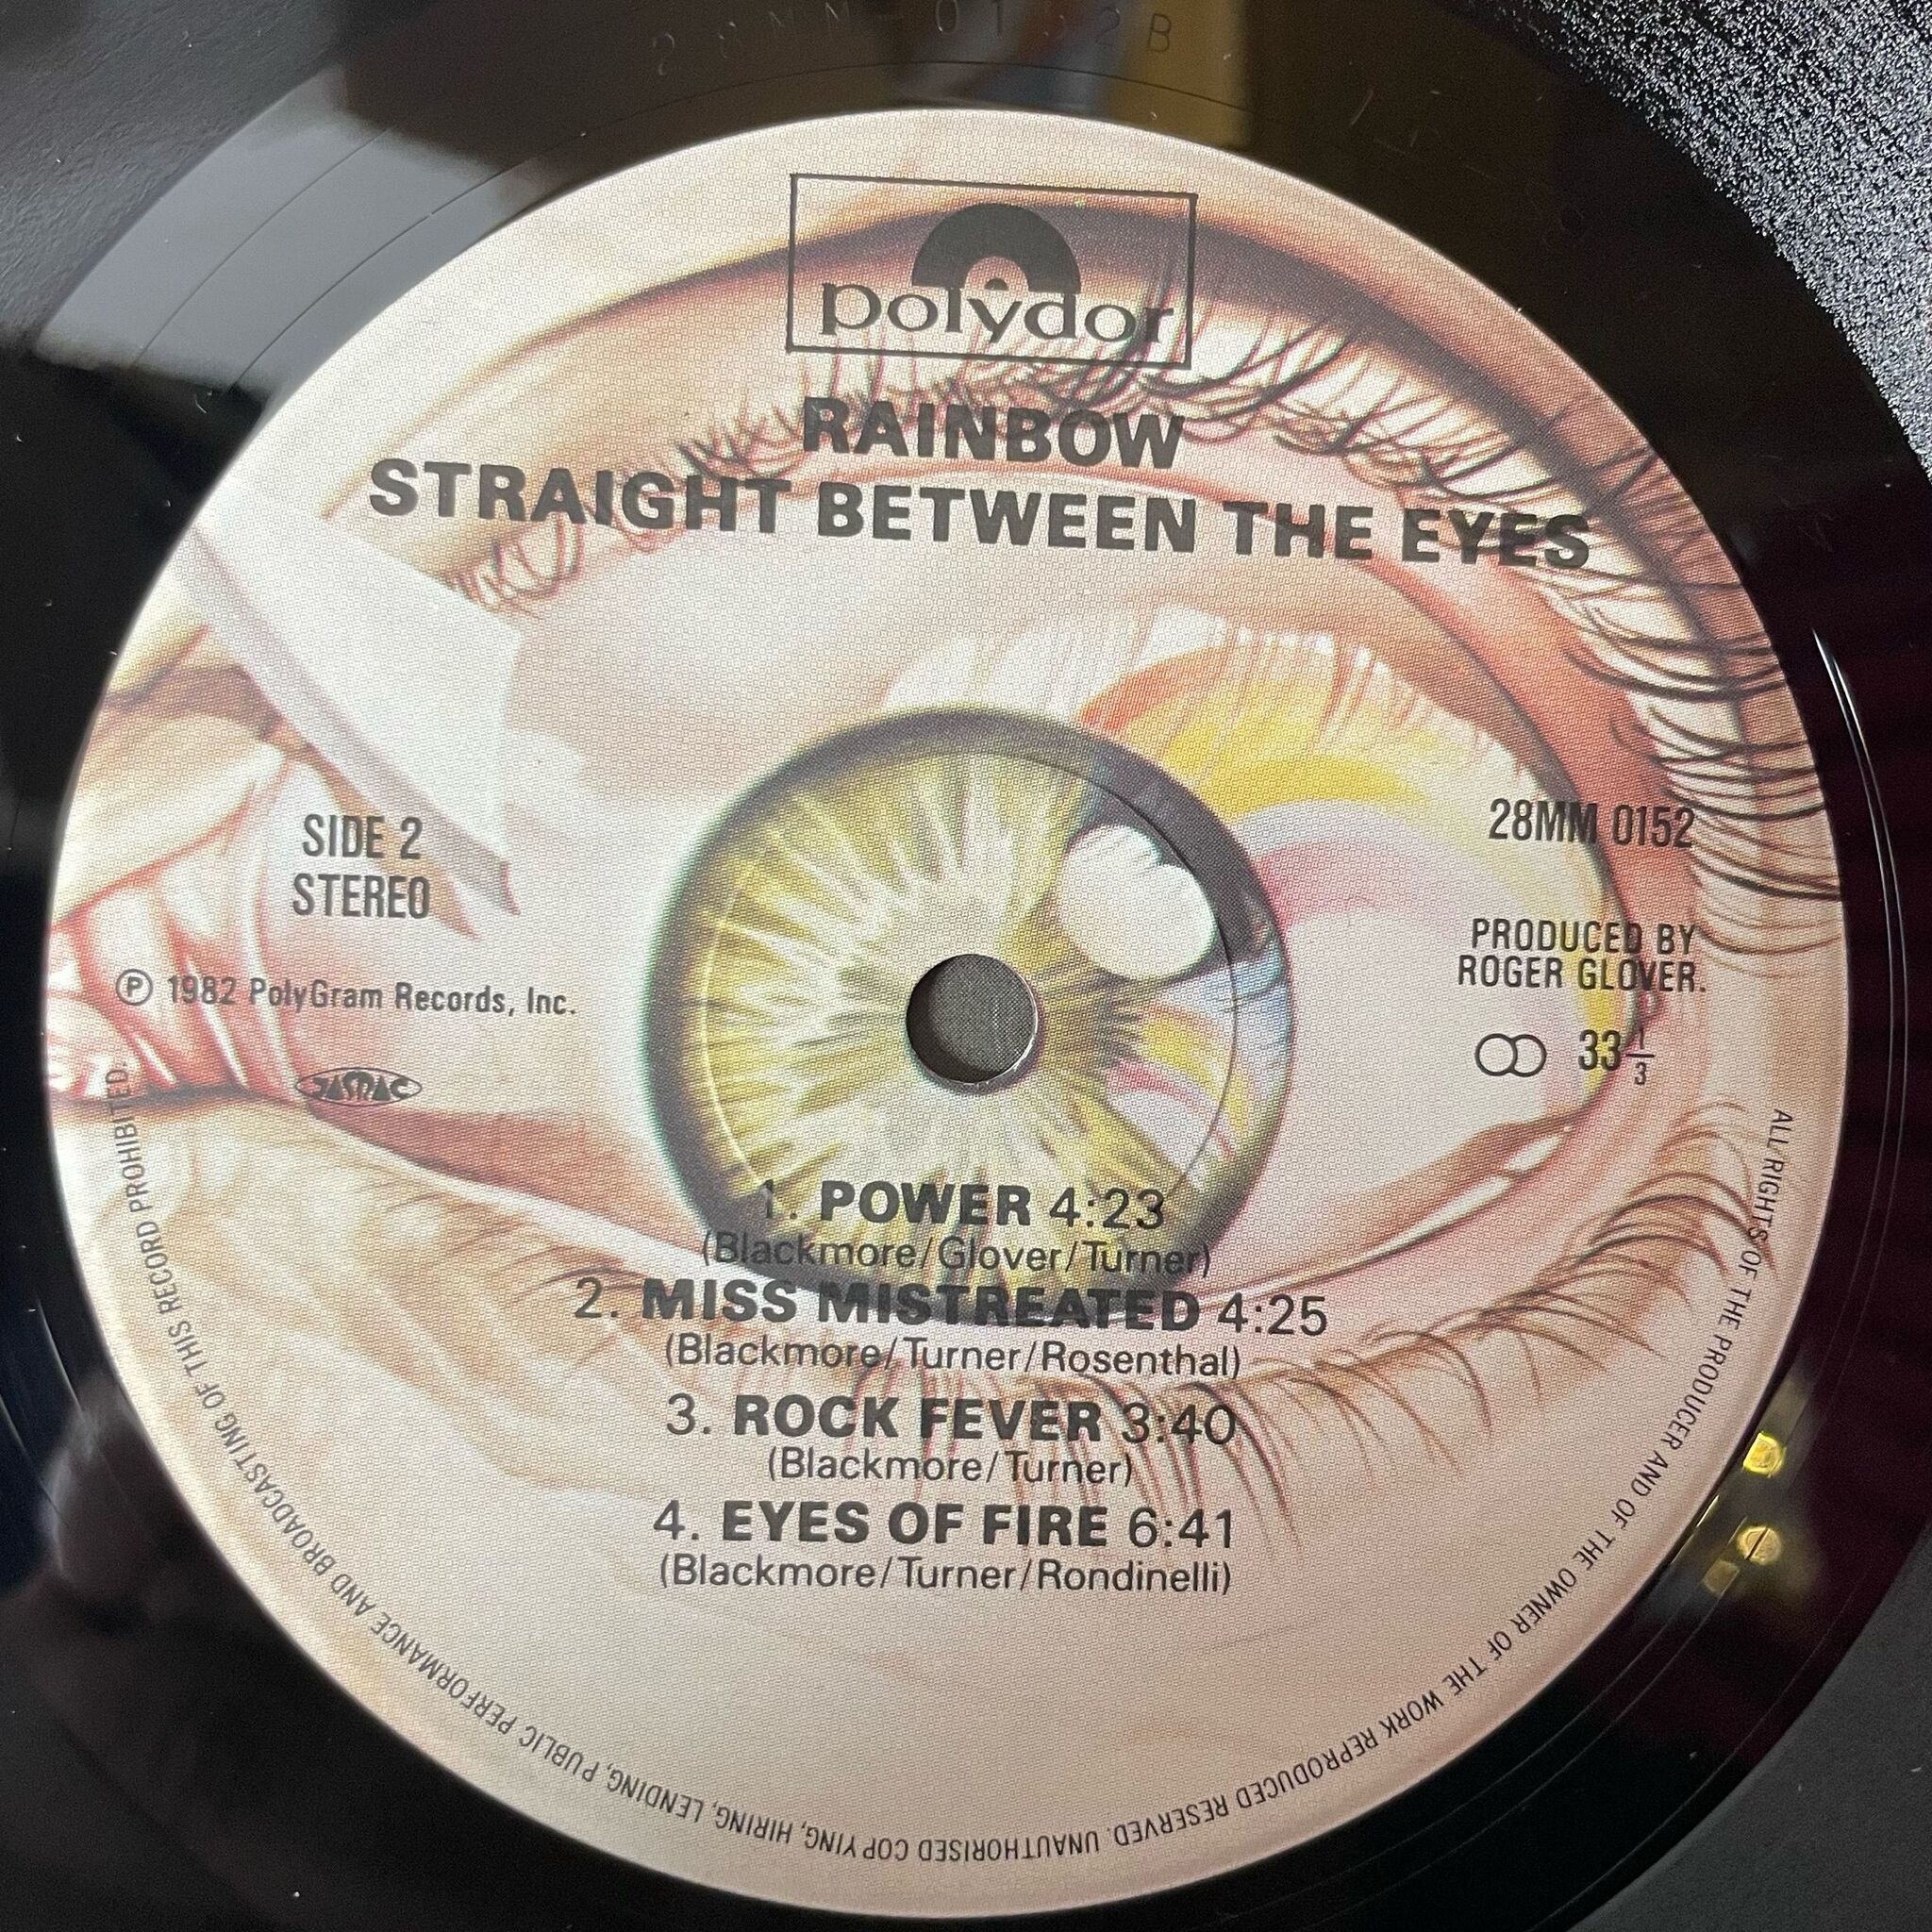 28MM-0152B
polydor
RAINBOW
STRAIGHT BETWEEN THE EYES
SIDE 2
STEREO
28MM 0152
PRODUCED BY
ROGER GLOVER.
℗ 1982 PolyGram Records, Inc.
33 1/3
JASRAC
1. POWER 4:23
(Blackmore/Glover/Turner)
2. MISS MISTREATED 4:25
(Blackmore/Turner/Rosenthal)
3. ROCK FEVER 3:40
(Blackmore/Turner)
4. EYES OF FIRE 6:41
(Blackmore/Turner/Rondinelli)
ALL RIGHTS OF THE PRODUCER AND OF THE OWNER OF THE WORK REPRODUCED RESERVED. UNAUTHORISED COPYING, HIRING, LENDING, PUBLIC PERFORMANCE AND BROADCASTING OF THIS RECORD PROHIBITED.